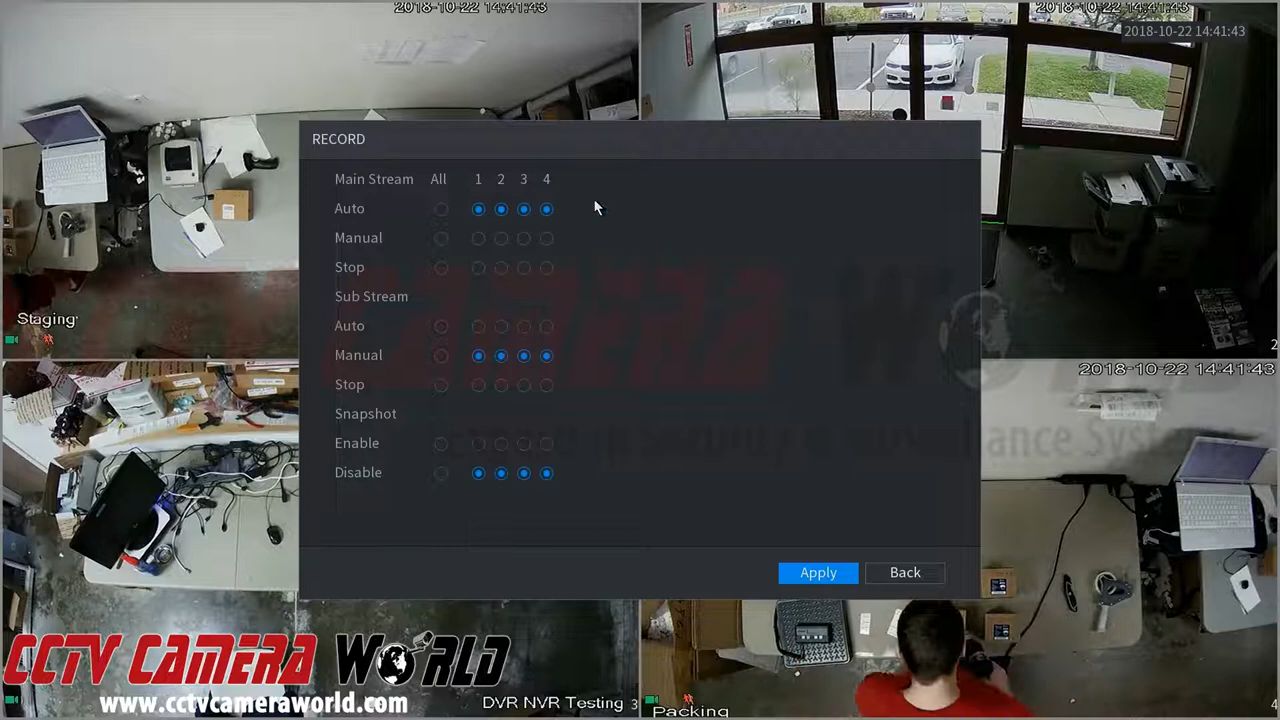 2018-10-22 14:41:43
2018-10-22 14:41:43
2018-10-22 14:41:43
RECORD
Main Stream All 1 2 3 4
Auto
Manual
Stop
Sub Stream
Auto
Manual
Stop
Snapshot
Enable
Disable
Apply Back
Staging
2
2018-10-22 14:41:43
CCTV CAMERA WORLD
www.cctvcameraworld.com
DVR NVR Testing 3
Packing
4